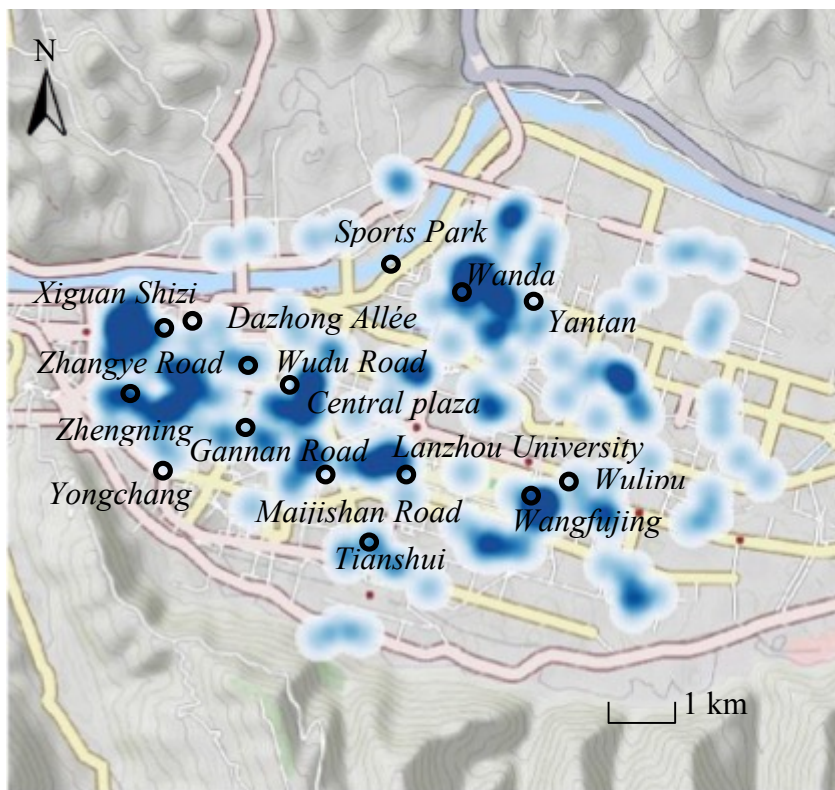 N
Sports Park
Wanda
Xiguan Shizi
Dazhong Allée
Yantan
Zhangye Road
Wudu Road
Central plaza
Zhengning
Gannan Road
Lanzhou University
Yongchang
Wulipu
Maijishan Road
Wangfujing
Tianshui
1 km